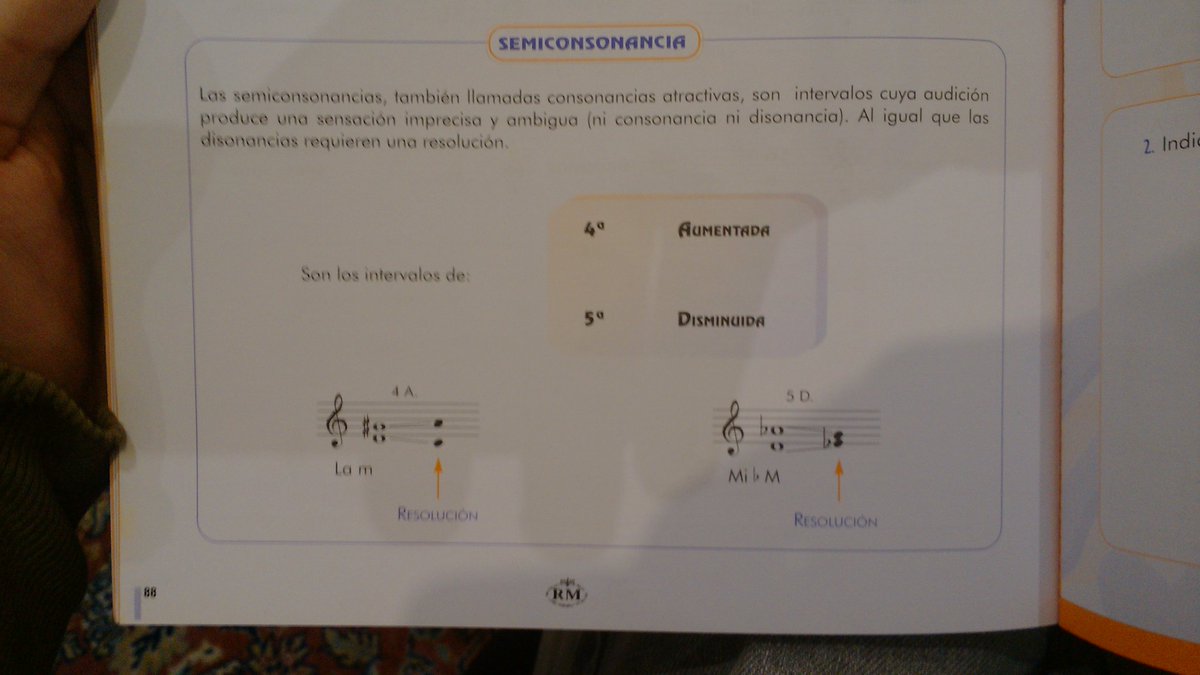 SEMICONSONANCIA
Las semiconsonancias, también llamadas consonancias atractivas, son intervalos cuya audición
produce una sensación imprecisa y ambigua (ni consonancia ni disonancia). Al igual que las
disonancias requieren una resolución.
4ª AUMENTADA
Son los intervalos de:
5ª DISMINUIDA
4 A.
La m
RESOLUCIÓN
5 D.
Mi ♭ M
RESOLUCIÓN
88
RM
2. Indi